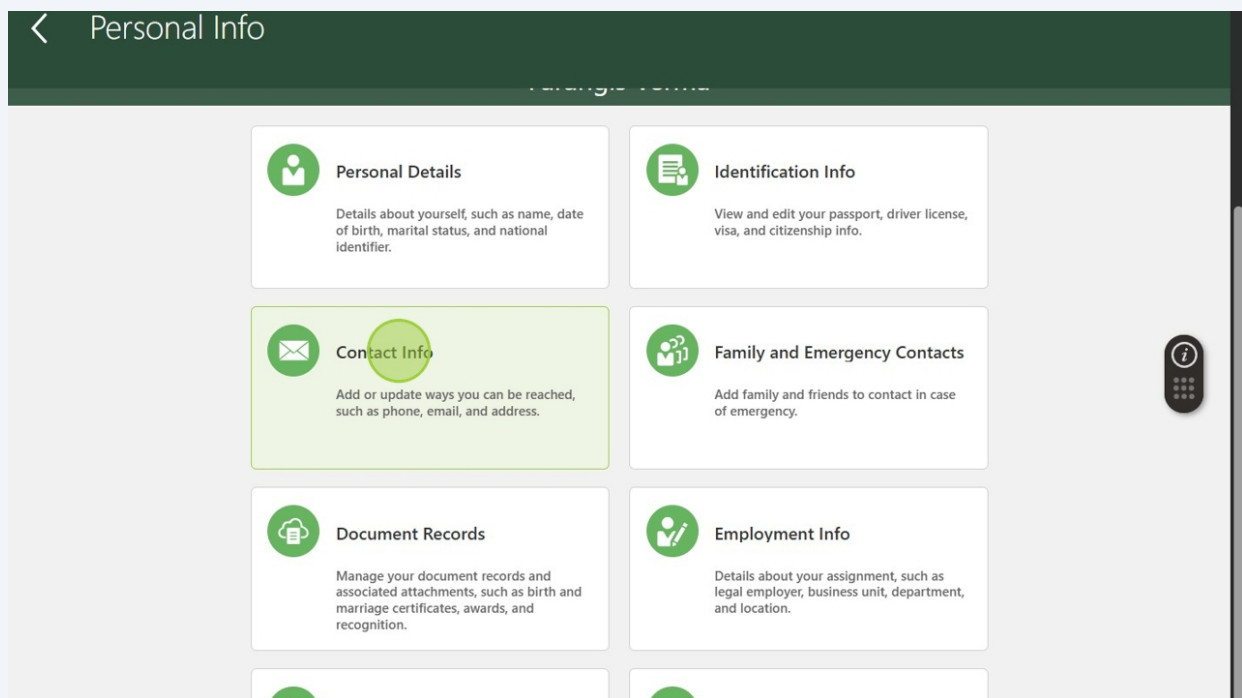 Personal Info
Personal Details
Details about yourself, such as name, date
of birth, marital status, and national
identifier.
Identification Info
View and edit your passport, driver license,
visa, and citizenship info.
Contact Info
Add or update ways you can be reached,
such as phone, email, and address.
Family and Emergency Contacts
Add family and friends to contact in case
of emergency.
Document Records
Manage your document records and
associated attachments, such as birth and
marriage certificates, awards, and
recognition.
Employment Info
Details about your assignment, such as
legal employer, business unit, department,
and location.